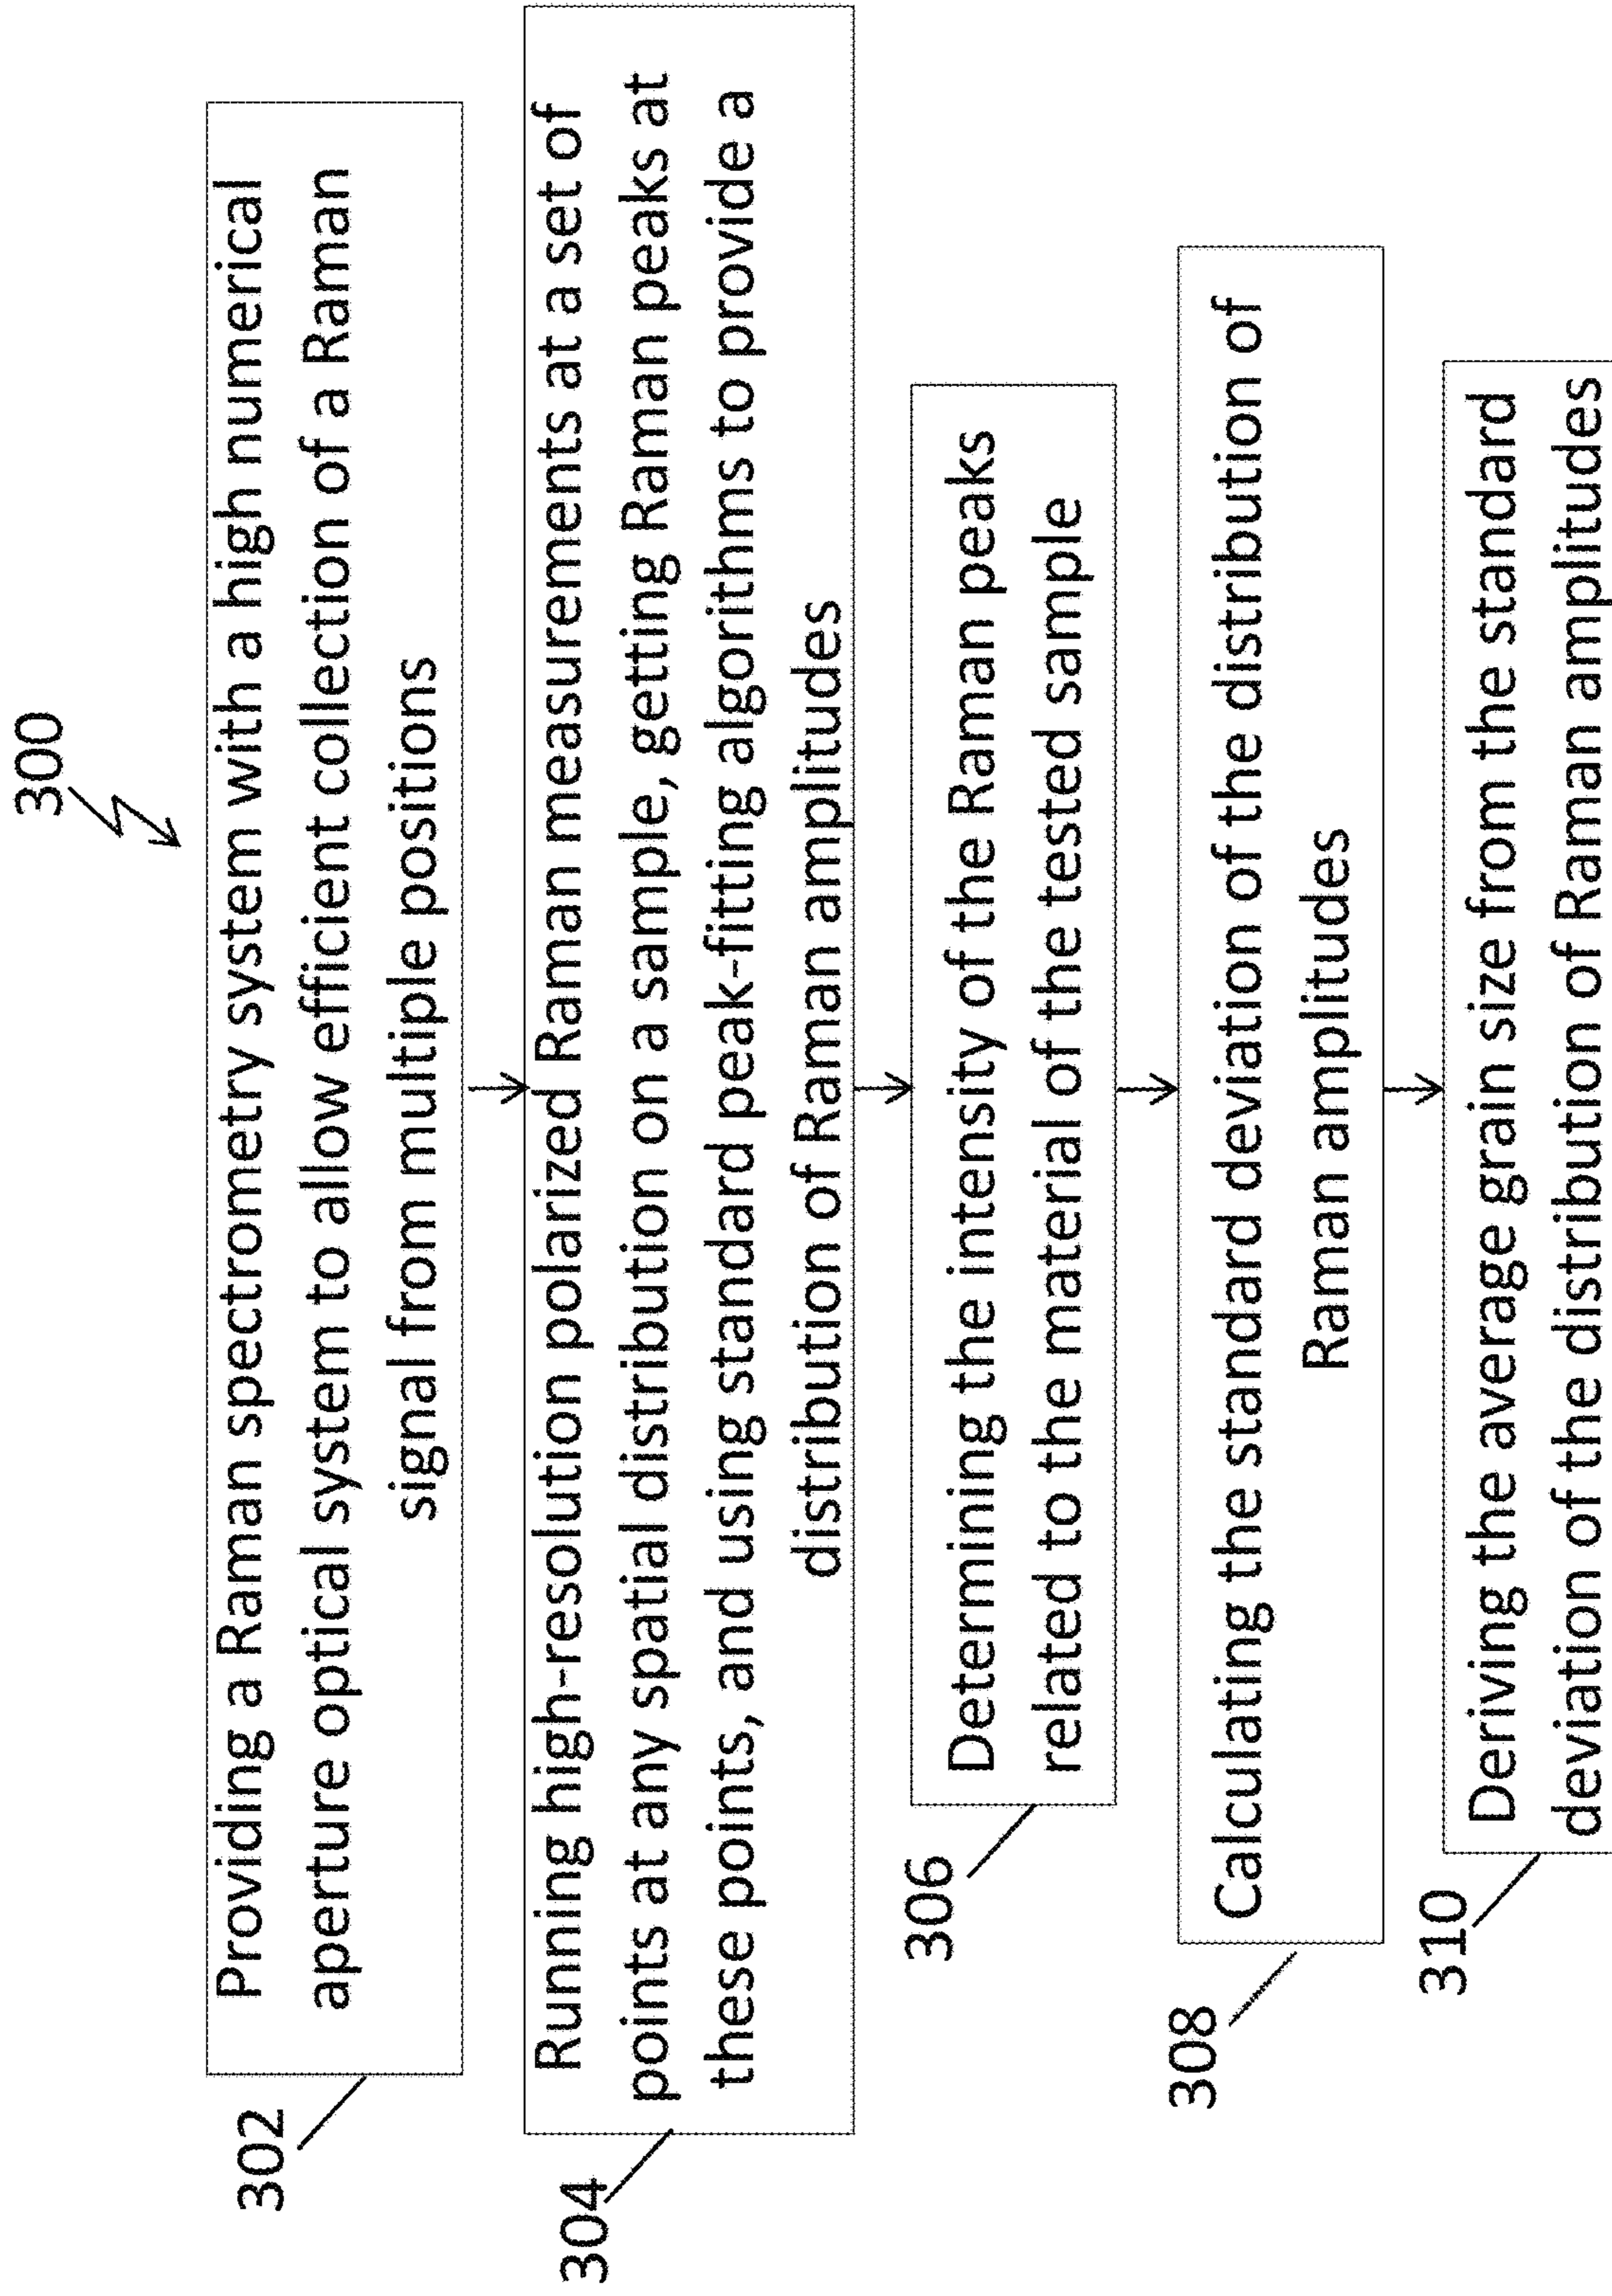 300
302
Providing a Raman spectrometry system with a high numerical
aperture optical system to allow efficient collection of a Raman
signal from multiple positions
304
Running high-resolution polarized Raman measurements at a set of
points at any spatial distribution on a sample, getting Raman peaks at
these points, and using standard peak-fitting algorithms to provide a
distribution of Raman amplitudes
306
Determining the intensity of the Raman peaks
related to the material of the tested sample
308
Calculating the standard deviation of the distribution of
Raman amplitudes
310
Deriving the average grain size from the standard
deviation of the distribution of Raman amplitudes